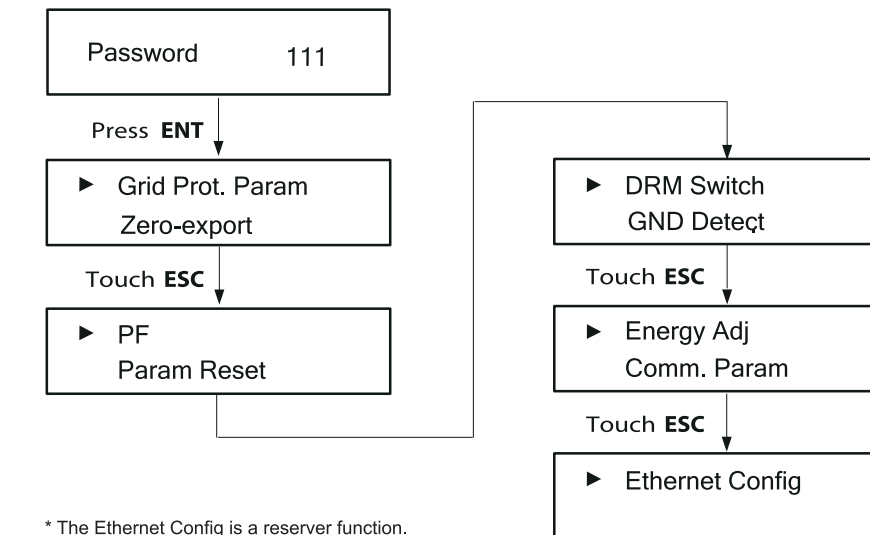 Password 111
Press ENT
► Grid Prot. Param
Zero-export
Touch ESC
► PF
Param Reset
► DRM Switch
GND Detect
Touch ESC
► Energy Adj
Comm. Param
Touch ESC
► Ethernet Config
* The Ethernet Config is a reserver function.